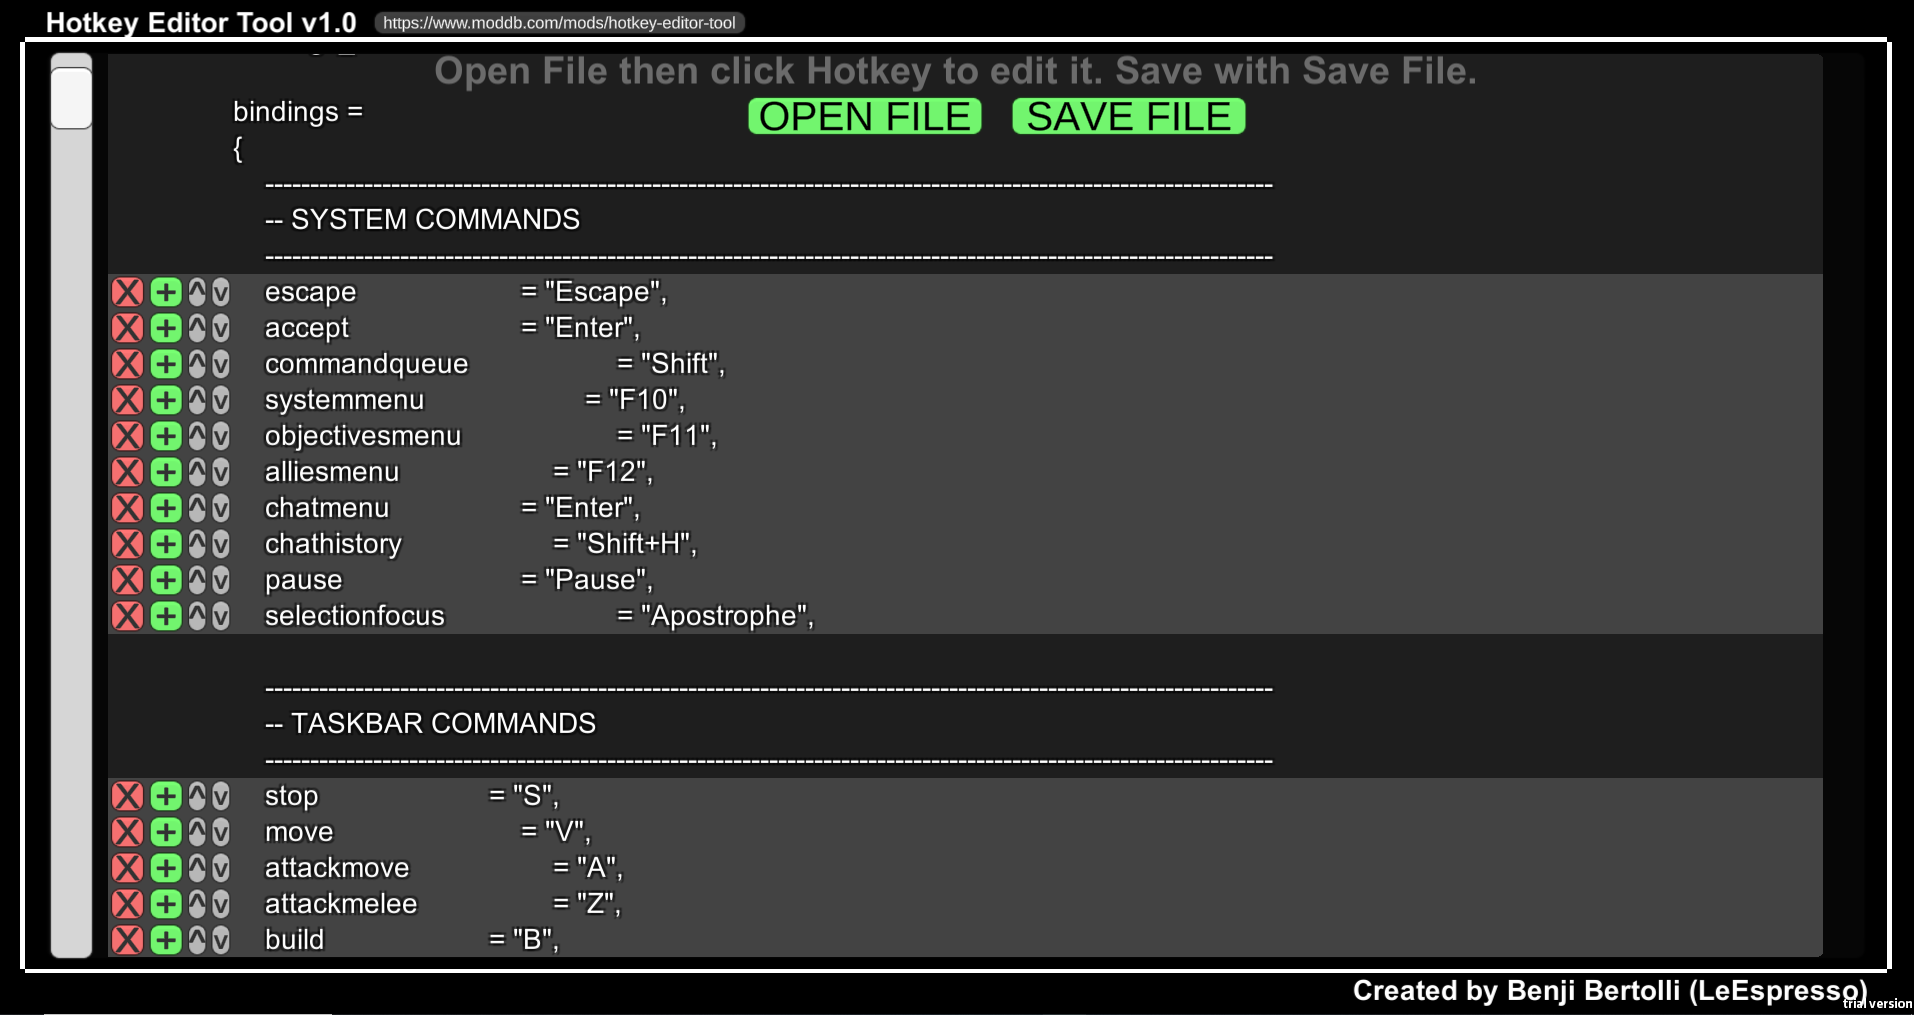 Hotkey Editor Tool v1.0
https://www.moddb.com/mods/hotkey-editor-tool
Open File then click Hotkey to edit it. Save with Save File.
OPEN FILE
SAVE FILE
bindings =
{
-- SYSTEM COMMANDS
X + ^ v escape = "Escape",
X + ^ v accept = "Enter",
X + ^ v commandqueue = "Shift",
X + ^ v systemmenu = "F10",
X + ^ v objectivesmenu = "F11",
X + ^ v alliesmenu = "F12",
X + ^ v chatmenu = "Enter",
X + ^ v chathistory = "Shift+H",
X + ^ v pause = "Pause",
X + ^ v selectionfocus = "Apostrophe",
-- TASKBAR COMMANDS
X + ^ v stop = "S",
X + ^ v move = "V",
X + ^ v attackmove = "A",
X + ^ v attackmelee = "Z",
X + ^ v build = "B",
Created by Benji Bertolli (LeEspresso)
trial version